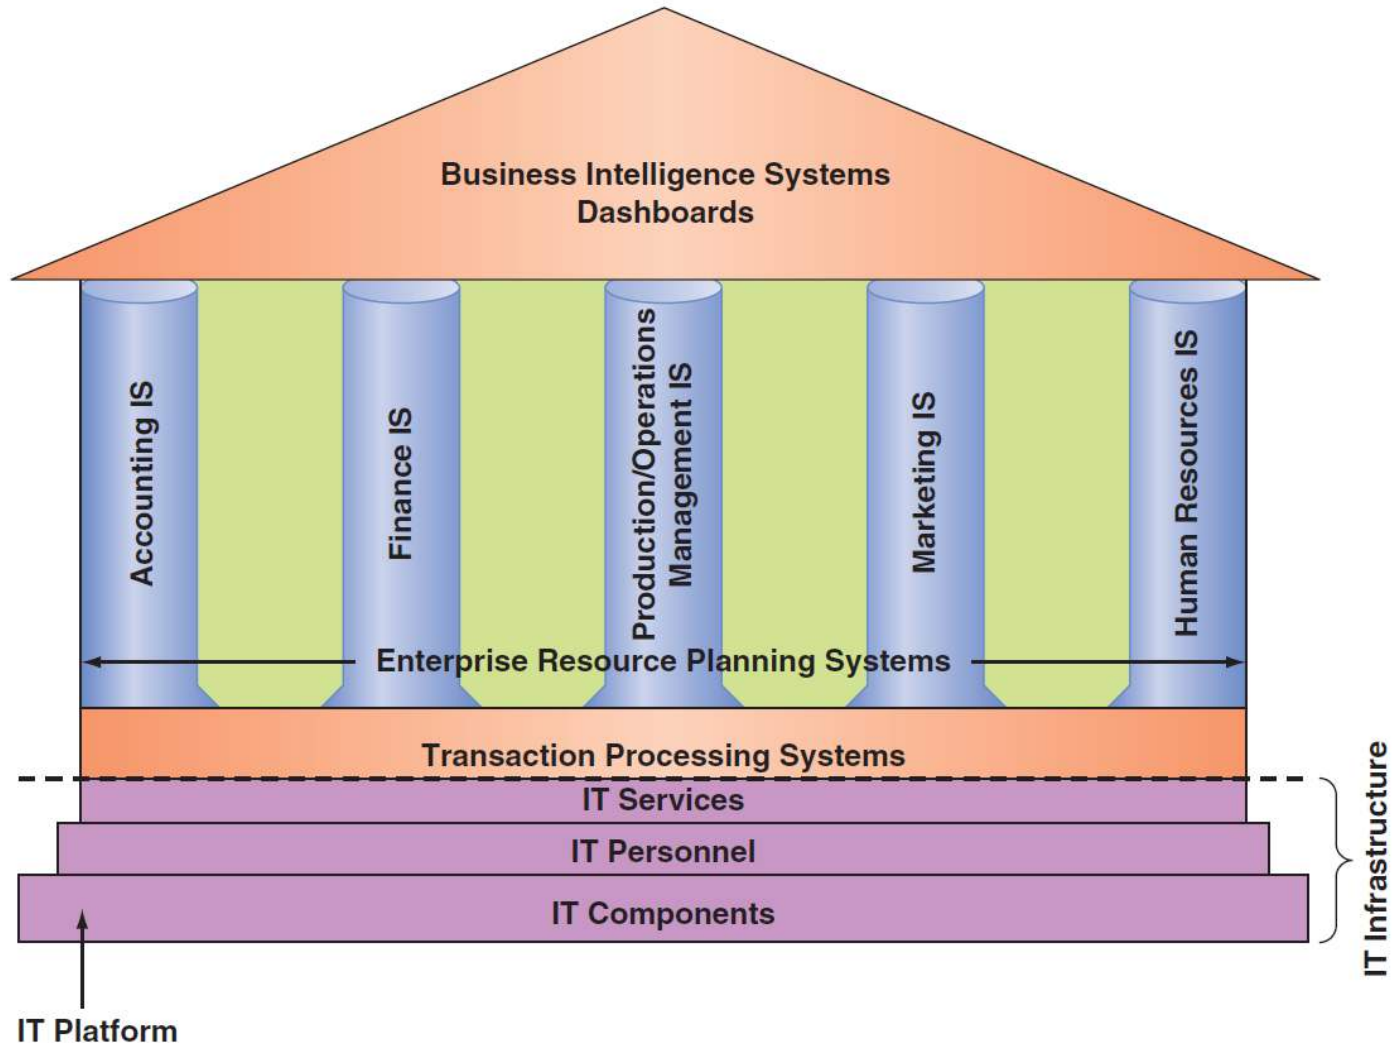 Business Intelligence Systems
Dashboards
Accounting IS
Finance IS
Production/Operations
Management IS
Marketing IS
Human Resources IS
Enterprise Resource Planning Systems
Transaction Processing Systems
IT Services
IT Personnel
IT Components
IT Infrastructure
IT Platform